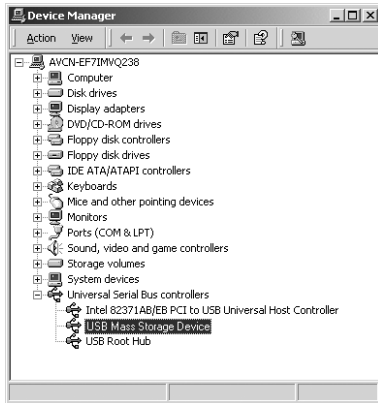 Device Manager
Action View
AVCN-EF7IMVQ238
Computer
Disk drives
Display adapters
DVD/CD-ROM drives
Floppy disk controllers
Floppy disk drives
IDE ATA/ATAPI controllers
Keyboards
Mice and other pointing devices
Monitors
Ports (COM & LPT)
Sound, video and game controllers
Storage volumes
System devices
Universal Serial Bus controllers
Intel 82371AB/EB PCI to USB Universal Host Controller
USB Mass Storage Device
USB Root Hub